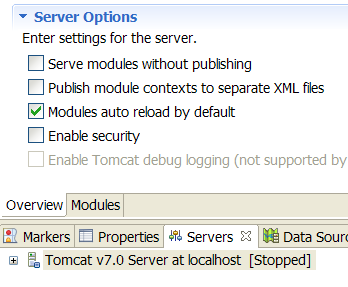 Server Options
Enter settings for the server.
Serve modules without publishing
Publish module contexts to separate XML files
Modules auto reload by default
Enable security
Enable Tomcat debug logging (not supported by
Overview Modules
Markers Properties Servers Data Sourc
Tomcat v7.0 Server at localhost [Stopped]